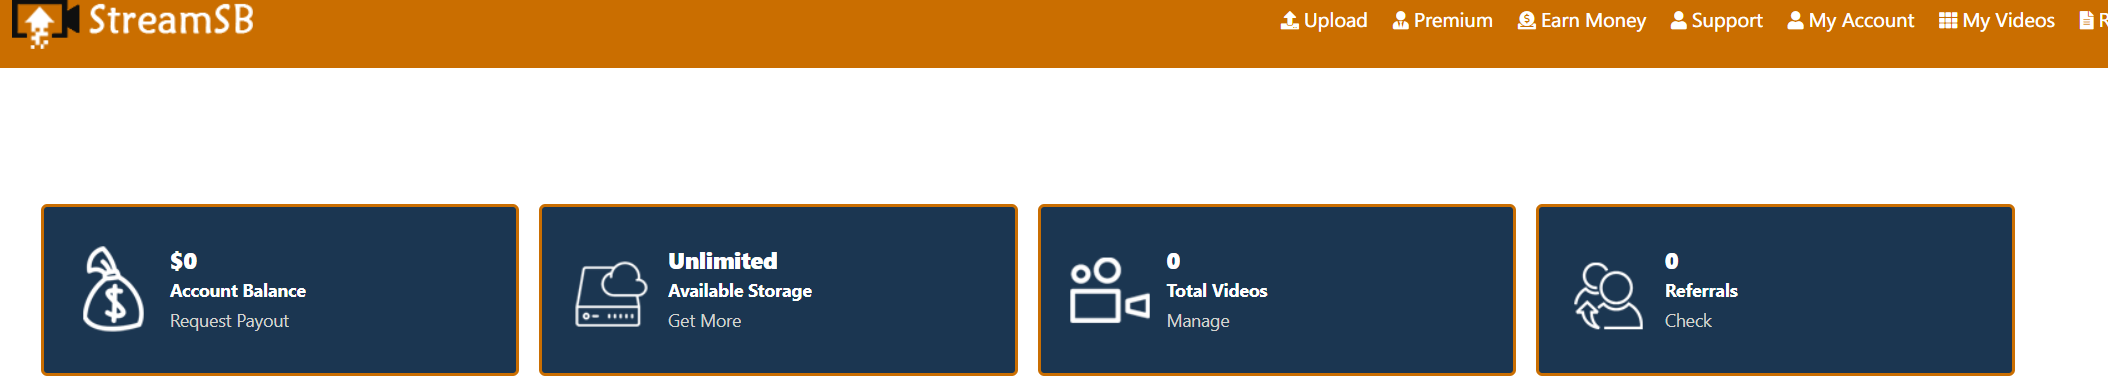 StreamSB
Upload Premium Earn Money Support My Account My Videos R
$0
Account Balance
Request Payout
Unlimited
Available Storage
Get More
0
Total Videos
Manage
0
Referrals
Check